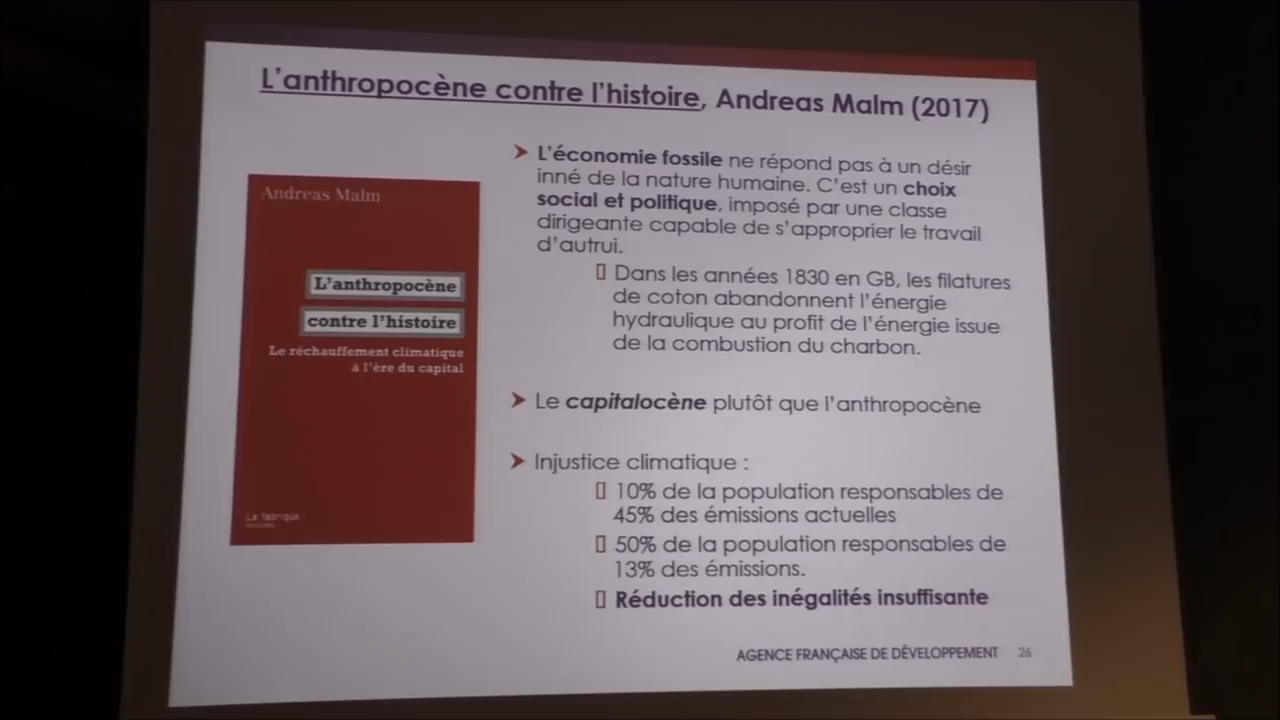 L'anthropocène contre l'histoire, Andreas Malm (2017)
Andreas Malm
L'anthropocène
contre l'histoire
Le réchauffement climatique
à l'ère du capital
La fabrique
éditions
➤ L'économie fossile ne répond pas à un désir
inné de la nature humaine. C'est un choix
social et politique, imposé par une classe
dirigeante capable de s'approprier le travail
d'autrui.
▯ Dans les années 1830 en GB, les filatures
de coton abandonnent l'énergie
hydraulique au profit de l'énergie issue
de la combustion du charbon.
➤ Le capitalocène plutôt que l'anthropocène
➤ Injustice climatique :
▯ 10% de la population responsables de
45% des émissions actuelles
▯ 50% de la population responsables de
13% des émissions.
▯ Réduction des inégalités insuffisante
AGENCE FRANÇAISE DE DÉVELOPPEMENT 26